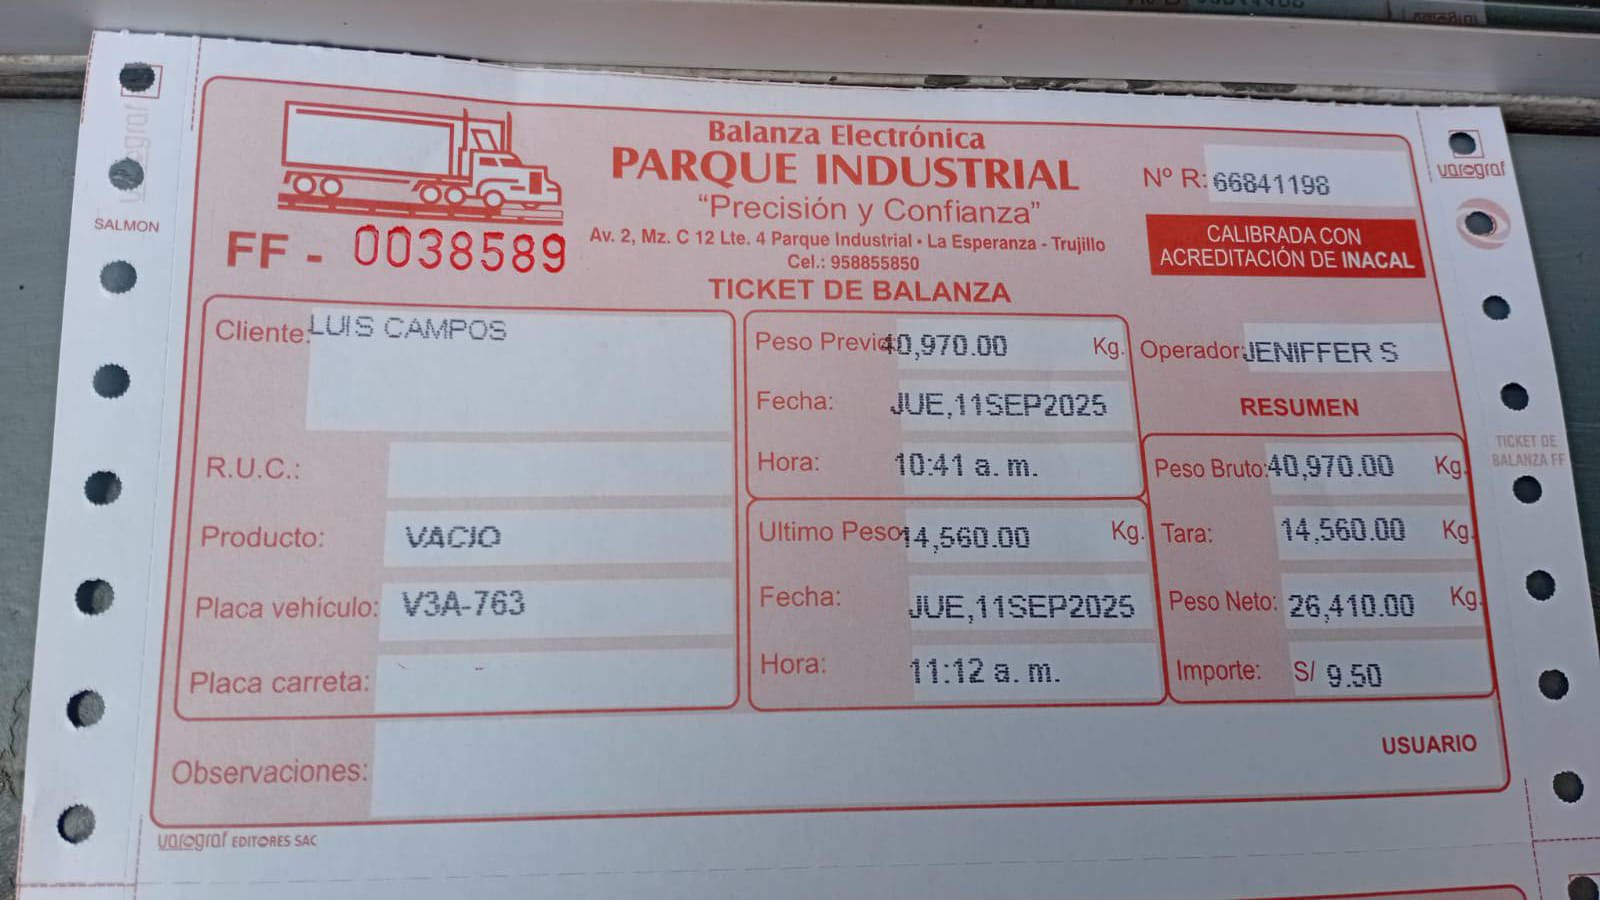 Balanza Electrónica
PARQUE INDUSTRIAL
"Precisión y Confianza"
Av. 2, Mz. C 12 Lte. 4 Parque Industrial • La Esperanza - Trujillo
Cel.: 958855850
TICKET DE BALANZA
FF - 0038589
Nº R: 66841198
CALIBRADA CON
ACREDITACIÓN DE INACAL
varograf
SALMON
Cliente: LUIS CAMPOS
R.U.C.:
Producto: VACIO
Placa vehículo: V3A-763
Placa carreta:
Peso Previo 40,970.00 Kg.
Fecha: JUE,11SEP2025
Hora: 10:41 a. m.
Ultimo Peso 14,560.00 Kg.
Fecha: JUE,11SEP2025
Hora: 11:12 a. m.
Operador: JENIFFER S
RESUMEN
Peso Bruto: 40,970.00 Kg.
Tara: 14,560.00 Kg.
Peso Neto: 26,410.00 Kg.
Importe: S/ 9.50
TICKET DE
BALANZA FF
Observaciones:
USUARIO
varograf EDITORES SAC